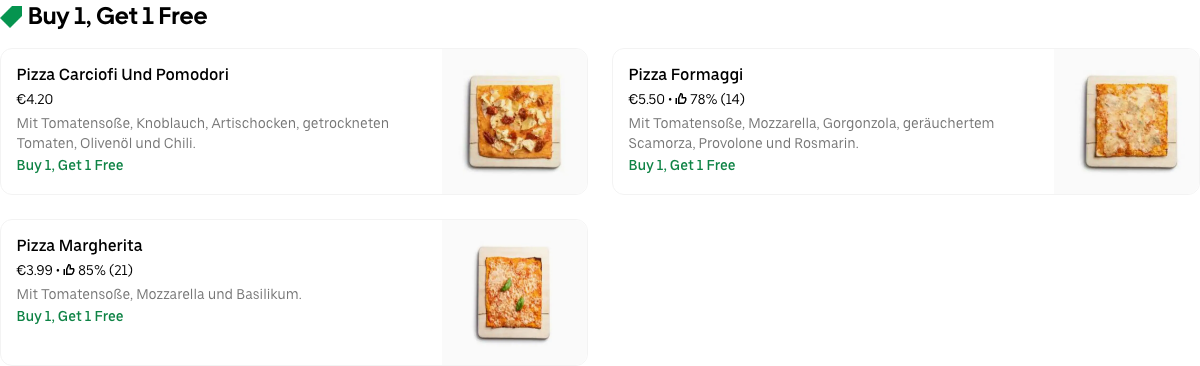 Buy 1, Get 1 Free
Pizza Carciofi Und Pomodori
€4.20
Mit Tomatensoße, Knoblauch, Artischocken, getrockneten
Tomaten, Olivenöl und Chili.
Buy 1, Get 1 Free
Pizza Formaggi
€5.50 • 78% (14)
Mit Tomatensoße, Mozzarella, Gorgonzola, geräuchertem
Scamorza, Provolone und Rosmarin.
Buy 1, Get 1 Free
Pizza Margherita
€3.99 • 85% (21)
Mit Tomatensoße, Mozzarella und Basilikum.
Buy 1, Get 1 Free